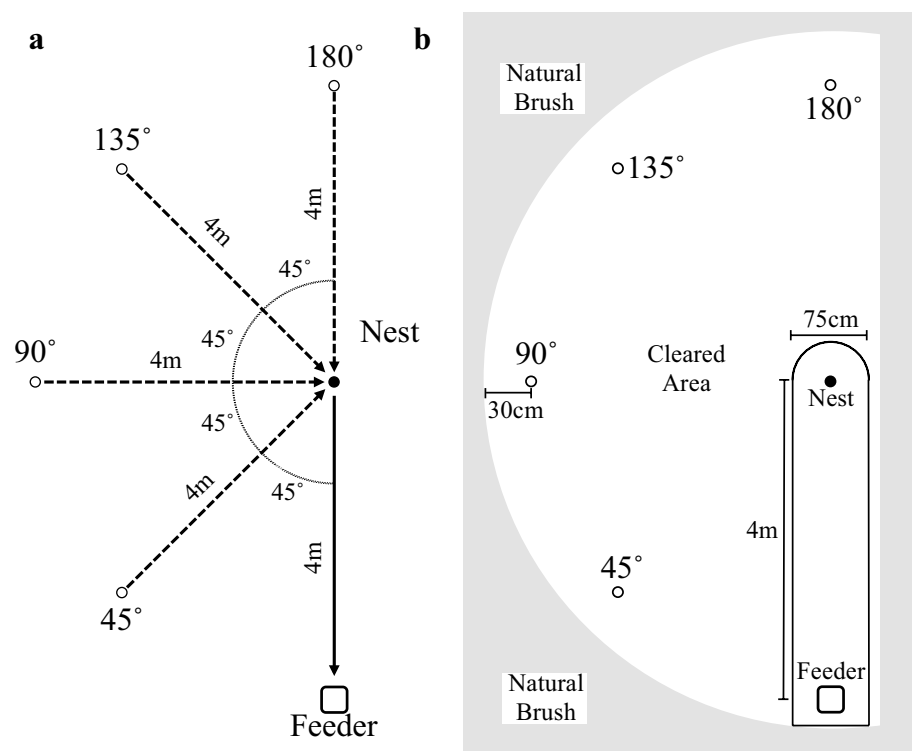 a
180°
135°
4m
4m
45°
45°
Nest
90°
4m
45°
4m
45°
4m
45°
Feeder
b
Natural
Brush
180°
135°
75cm
90°
Cleared
Area
30cm
Nest
4m
45°
Feeder
Natural
Brush